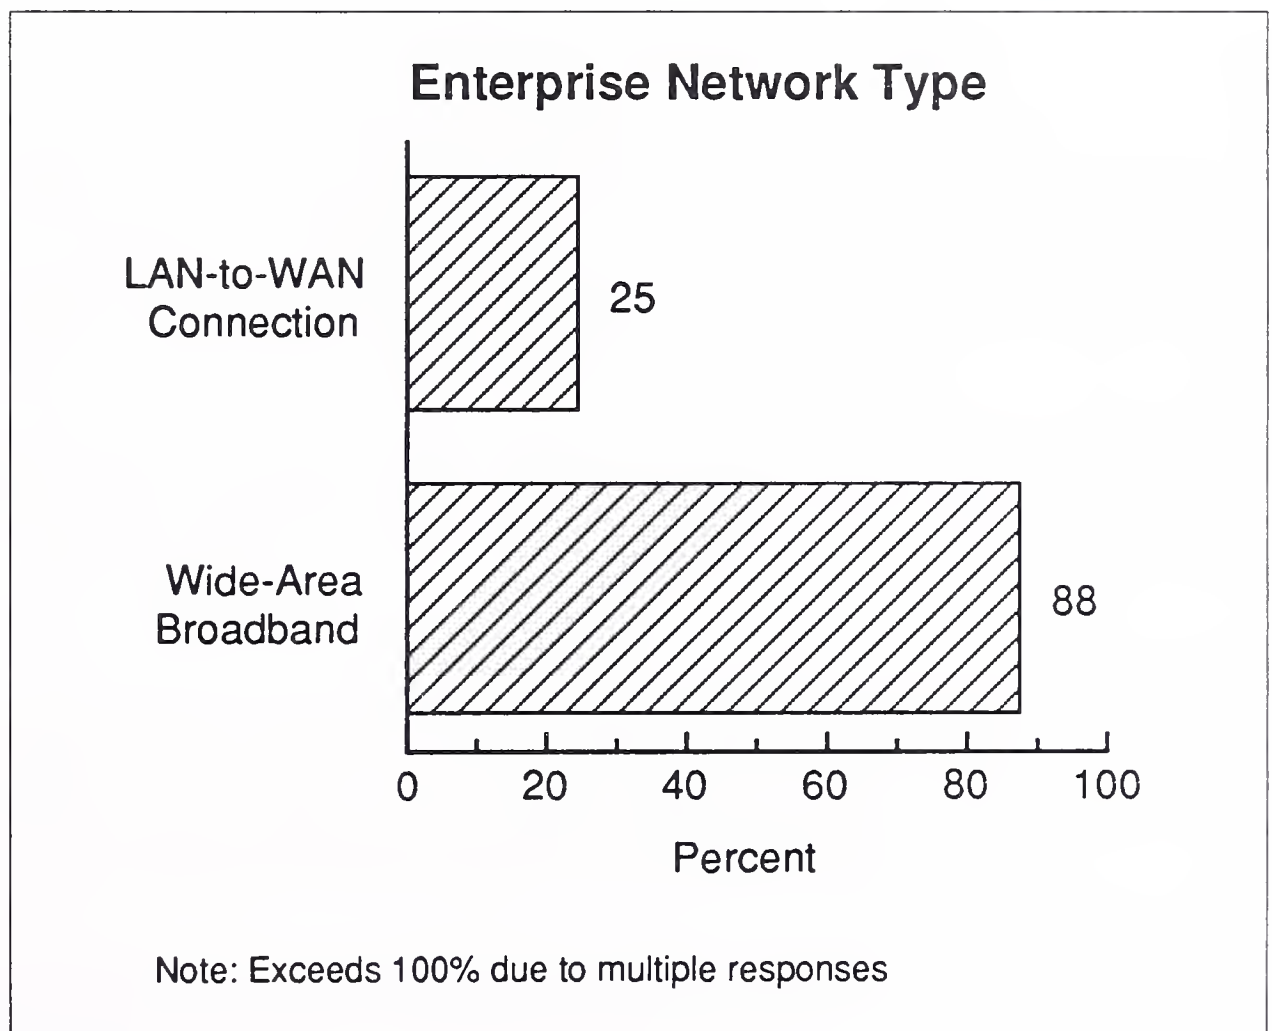 Enterprise Network Type
LAN-to-WAN
Connection
25
Wide-Area
Broadband
88
0 20 40 60 80 100
Percent
Note: Exceeds 100% due to multiple responses